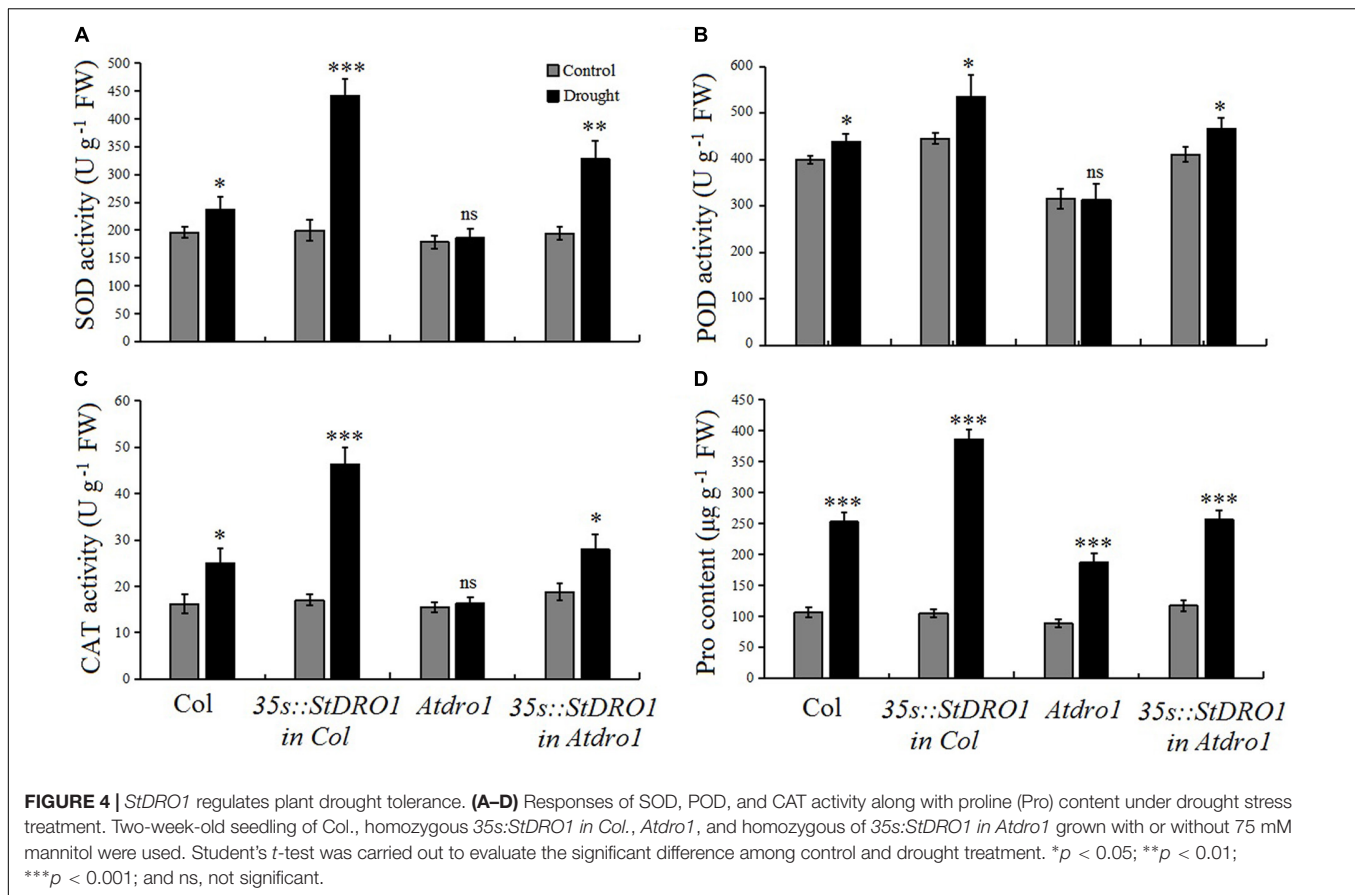 A
SOD activity (U g⁻¹ FW)
500
450
400
350
300
250
200
150
100
50
0
*
***
ns
**
Control
Drought
B
POD activity (U g⁻¹ FW)
600
500
400
300
200
100
0
*
*
ns
*
C
CAT activity (U g⁻¹ FW)
60
50
40
30
20
10
0
*
***
ns
*
Col
35s::StDRO1
in Col
Atdro1
35s::StDRO1
in Atdro1
D
Pro content (µg g⁻¹ FW)
450
400
350
300
250
200
150
100
50
0
***
***
***
***
Col
35s::StDRO1
in Col
Atdro1
35s::StDRO1
in Atdro1
FIGURE 4 | StDRO1 regulates plant drought tolerance. (A–D) Responses of SOD, POD, and CAT activity along with proline (Pro) content under drought stress
treatment. Two-week-old seedling of Col., homozygous 35s:StDRO1 in Col., Atdro1, and homozygous of 35s:StDRO1 in Atdro1 grown with or without 75 mM
mannitol were used. Student's t-test was carried out to evaluate the significant difference among control and drought treatment. *p < 0.05; **p < 0.01;
***p < 0.001; and ns, not significant.